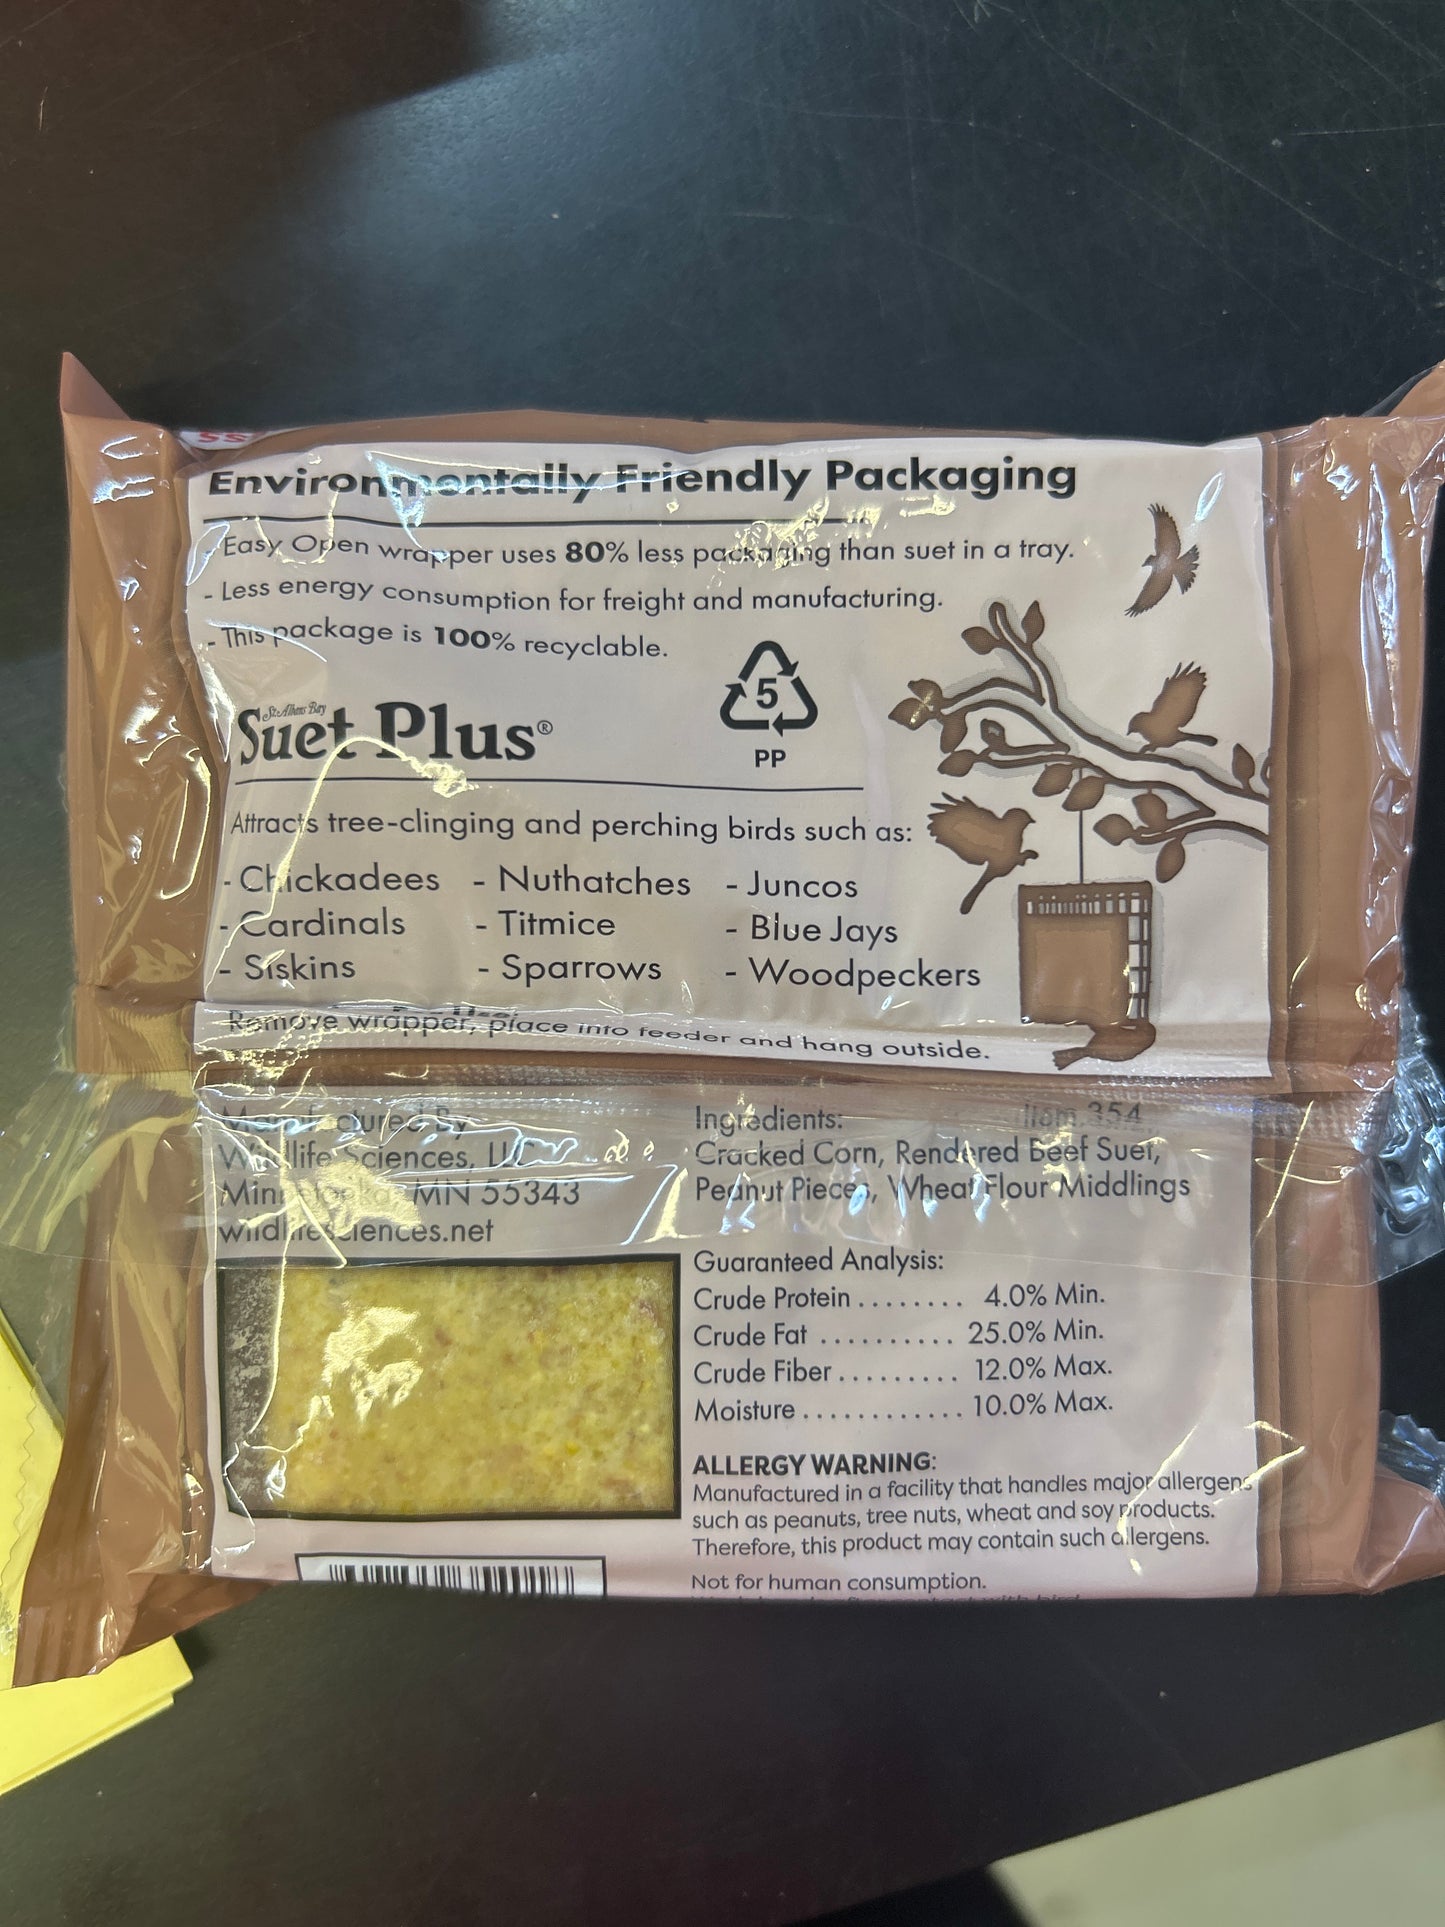 SS
Environmentally Friendly Packaging
- Easy Open wrapper uses 80% less packaging than suet in a tray.
- Less energy consumption for freight and manufacturing.
- This package is 100% recyclable.
5
PP
St. Albans Bay
Suet Plus®
Attracts tree-clinging and perching birds such as:
- Chickadees - Nuthatches - Juncos
- Cardinals - Titmice - Blue Jays
- Siskins - Sparrows - Woodpeckers
Remove wrapper, place into feeder and hang outside.
Manufactured By
Wildlife Sciences, LLC
Minnetonka, MN 55343
wildlifesciences.net
Ingredients: Item 354
Cracked Corn, Rendered Beef Suet,
Peanut Pieces, Wheat Flour Middlings
Guaranteed Analysis:
Crude Protein ........ 4.0% Min.
Crude Fat .......... 25.0% Min.
Crude Fiber ......... 12.0% Max.
Moisture ............ 10.0% Max.
ALLERGY WARNING:
Manufactured in a facility that handles major allergens
such as peanuts, tree nuts, wheat and soy products.
Therefore, this product may contain such allergens.
Not for human consumption.